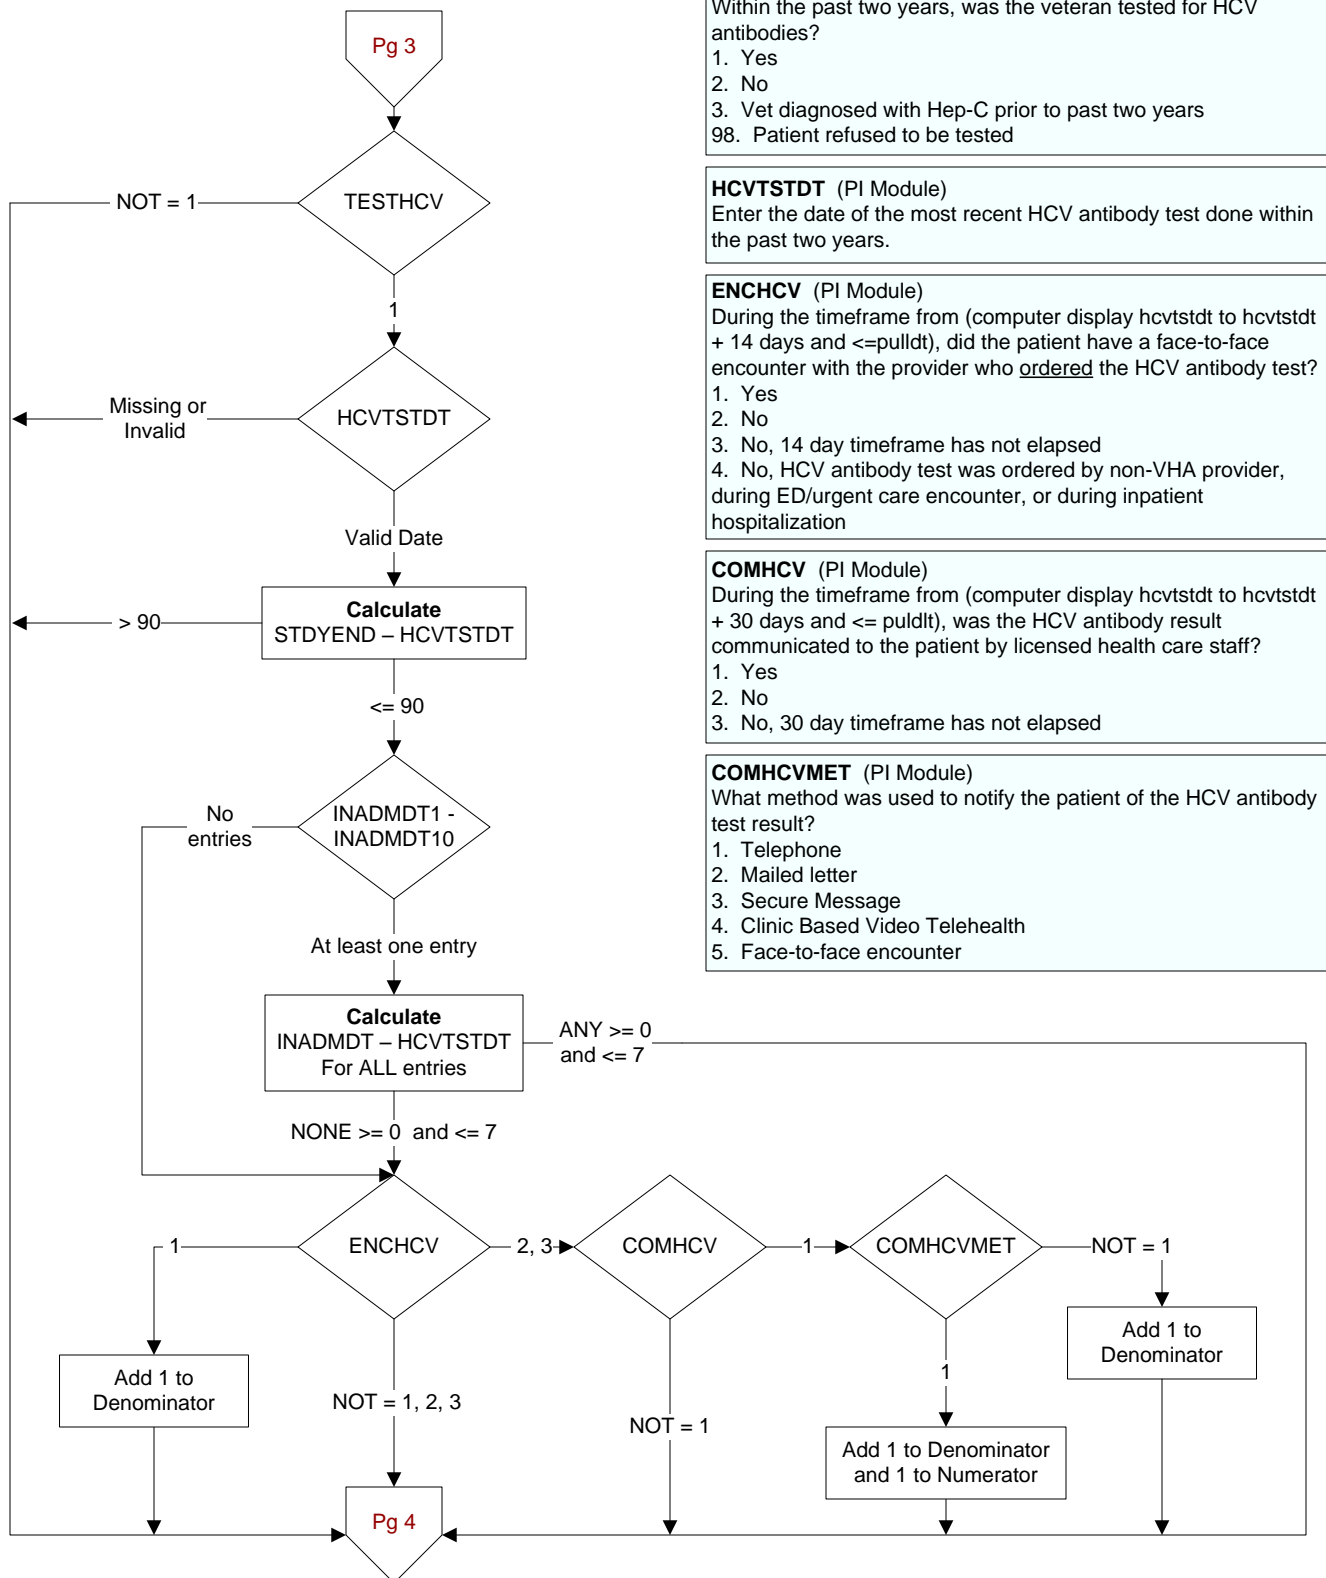 Pg 3
TESTHCV
NOT = 1
1
HCVTSTDT
Missing or
Invalid
Valid Date
Calculate
STDYEND – HCVTSTDT
> 90
<= 90
INADMDT1 -
INADMDT10
No
entries
At least one entry
Calculate
INADMDT – HCVTSTDT
For ALL entries
ANY >= 0
and <= 7
NONE >= 0 and <= 7
ENCHCV
1
2, 3
COMHCV
1
COMHCVMET
NOT = 1
Add 1 to
Denominator
Add 1 to
Denominator
NOT = 1, 2, 3
NOT = 1
1
Add 1 to Denominator
and 1 to Numerator
Pg 4
Within the past two years, was the veteran tested for HCV
antibodies?
1. Yes
2. No
3. Vet diagnosed with Hep-C prior to past two years
98. Patient refused to be tested
HCVTSTDT (PI Module)
Enter the date of the most recent HCV antibody test done within
the past two years.
ENCHCV (PI Module)
During the timeframe from (computer display hcvtstdt to hcvtstdt
+ 14 days and <=pulldt), did the patient have a face-to-face
encounter with the provider who ordered the HCV antibody test?
1. Yes
2. No
3. No, 14 day timeframe has not elapsed
4. No, HCV antibody test was ordered by non-VHA provider,
during ED/urgent care encounter, or during inpatient
hospitalization
COMHCV (PI Module)
During the timeframe from (computer display hcvtstdt to hcvtstdt
+ 30 days and <= puldlt), was the HCV antibody result
communicated to the patient by licensed health care staff?
1. Yes
2. No
3. No, 30 day timeframe has not elapsed
COMHCVMET (PI Module)
What method was used to notify the patient of the HCV antibody
test result?
1. Telephone
2. Mailed letter
3. Secure Message
4. Clinic Based Video Telehealth
5. Face-to-face encounter